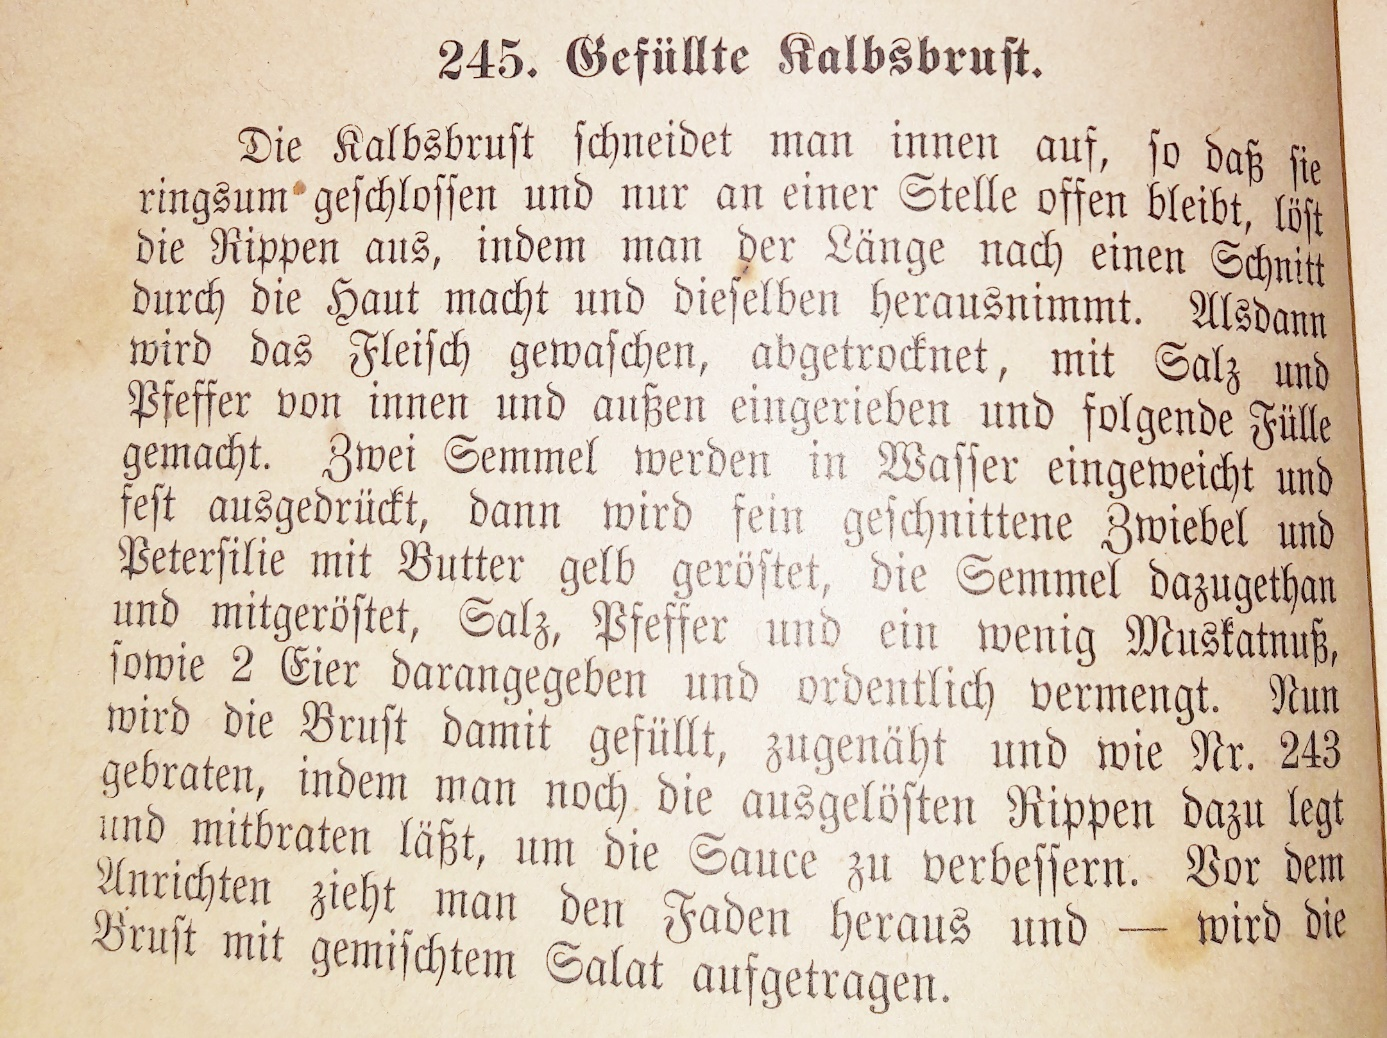 245. Gefüllte Kalbsbrust.
Die Kalbsbrust schneidet man innen auf, so daß sie
ringsum geschlossen und nur an einer Stelle offen bleibt, löst
die Rippen aus, indem man der Länge nach einen Schnitt
durch die Haut macht und dieselben herausnimmt. Alsdann
wird das Fleisch gewaschen, abgetrocknet, mit Salz und
Pfeffer von innen und außen eingerieben und folgende Fülle
gemacht. Zwei Semmel werden in Wasser eingeweicht und
fest ausgedrückt, dann wird fein geschnittene Zwiebel und
Petersilie mit Butter gelb geröstet, die Semmel dazugethan
und mitgeröstet, Salz, Pfeffer und ein wenig Muskatnuß,
sowie 2 Eier darangegeben und ordentlich vermengt. Nun
wird die Brust damit gefüllt, zugenäht und wie Nr. 243
gebraten, indem man noch die ausgelösten Rippen dazu legt
und mitbraten läßt, um die Sauce zu verbessern. Vor dem
Anrichten zieht man den Faden heraus und — wird die
Brust mit gemischtem Salat aufgetragen.